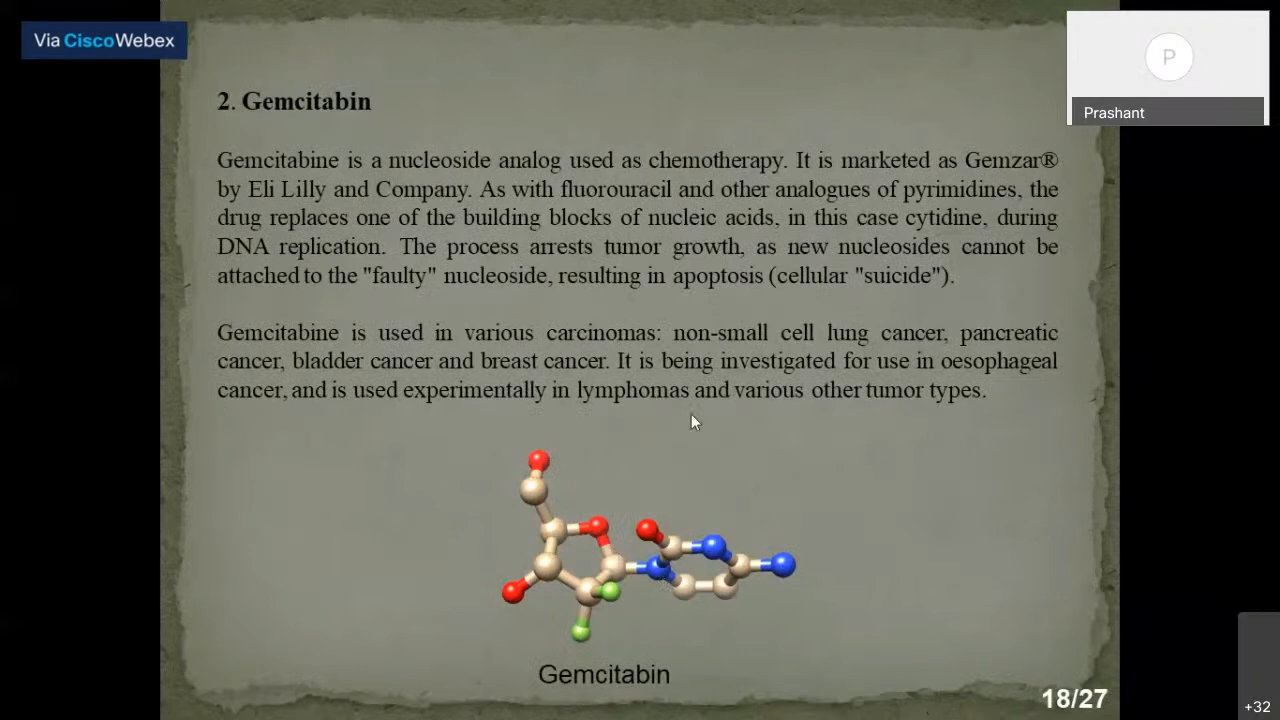 Via CiscoWebex
P
Prashant
2. Gemcitabin
Gemcitabine is a nucleoside analog used as chemotherapy. It is marketed as Gemzar®
by Eli Lilly and Company. As with fluorouracil and other analogues of pyrimidines, the
drug replaces one of the building blocks of nucleic acids, in this case cytidine, during
DNA replication. The process arrests tumor growth, as new nucleosides cannot be
attached to the "faulty" nucleoside, resulting in apoptosis (cellular "suicide").
Gemcitabine is used in various carcinomas: non-small cell lung cancer, pancreatic
cancer, bladder cancer and breast cancer. It is being investigated for use in oesophageal
cancer, and is used experimentally in lymphomas and various other tumor types.
Gemcitabin
18/27
+32